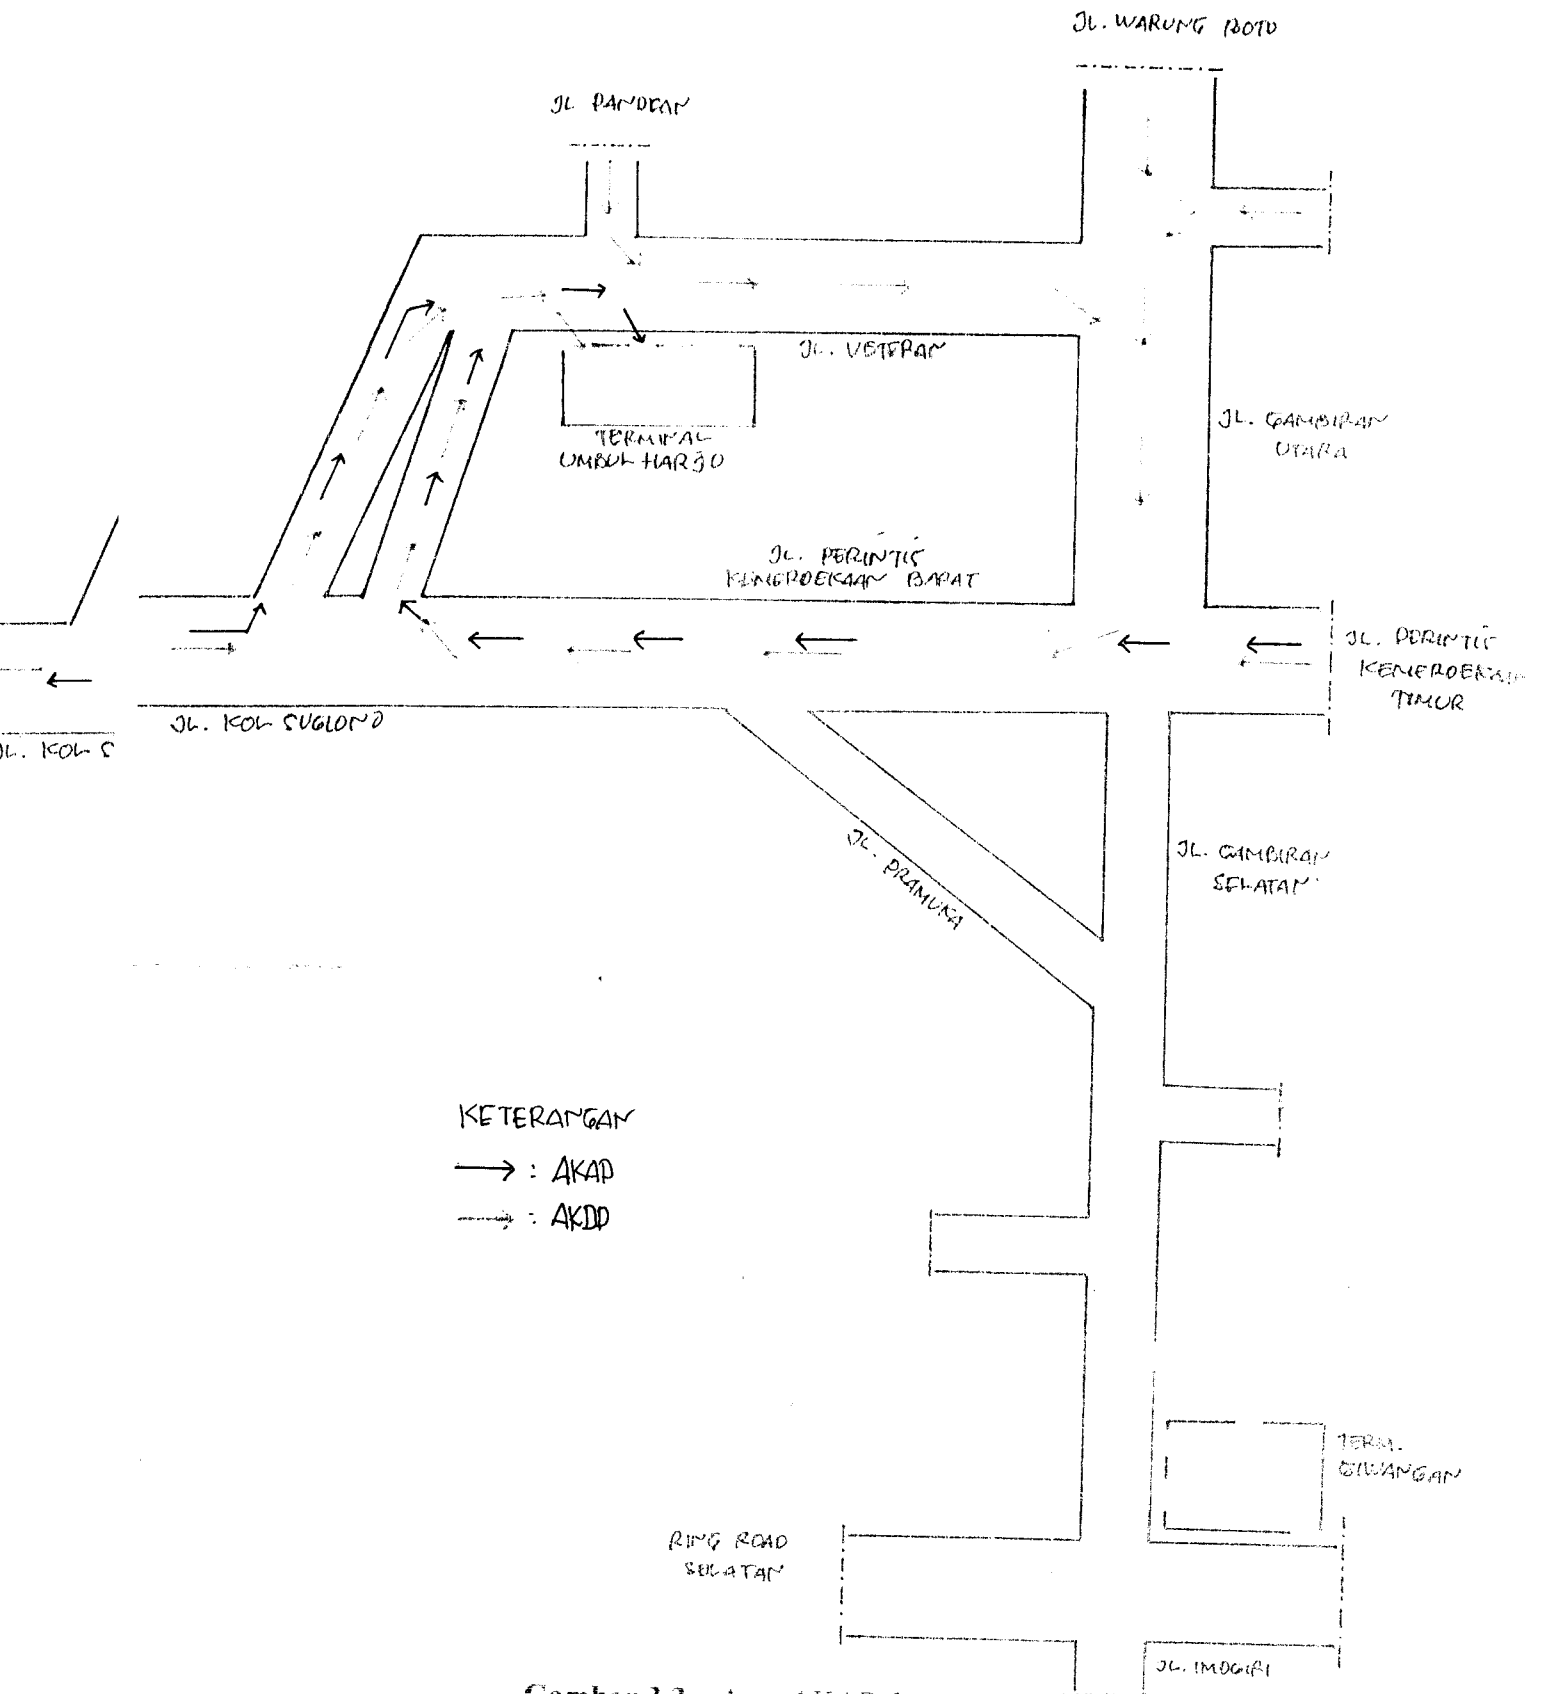 JL. WARUNG BOTO
JL PANDEAN
JL. VETERAN
TERMINAL
UMBUL HARJO
JL. GAMBIRAN
UTARA
JL. PERINTIS
KEMERDEKAAN BARAT
JL. PERINTIS
KEMERDEKAAN
TIMUR
JL. KOL SUGIONO
JL. KOL S
JL. PRAMUKA
JL. GAMBIRAN
SELATAN
KETERANGAN
: AKAP
: AKDP
TERM.
GIWANGAN
RING ROAD
SELATAN
JL. IMOGIRI
Gambar